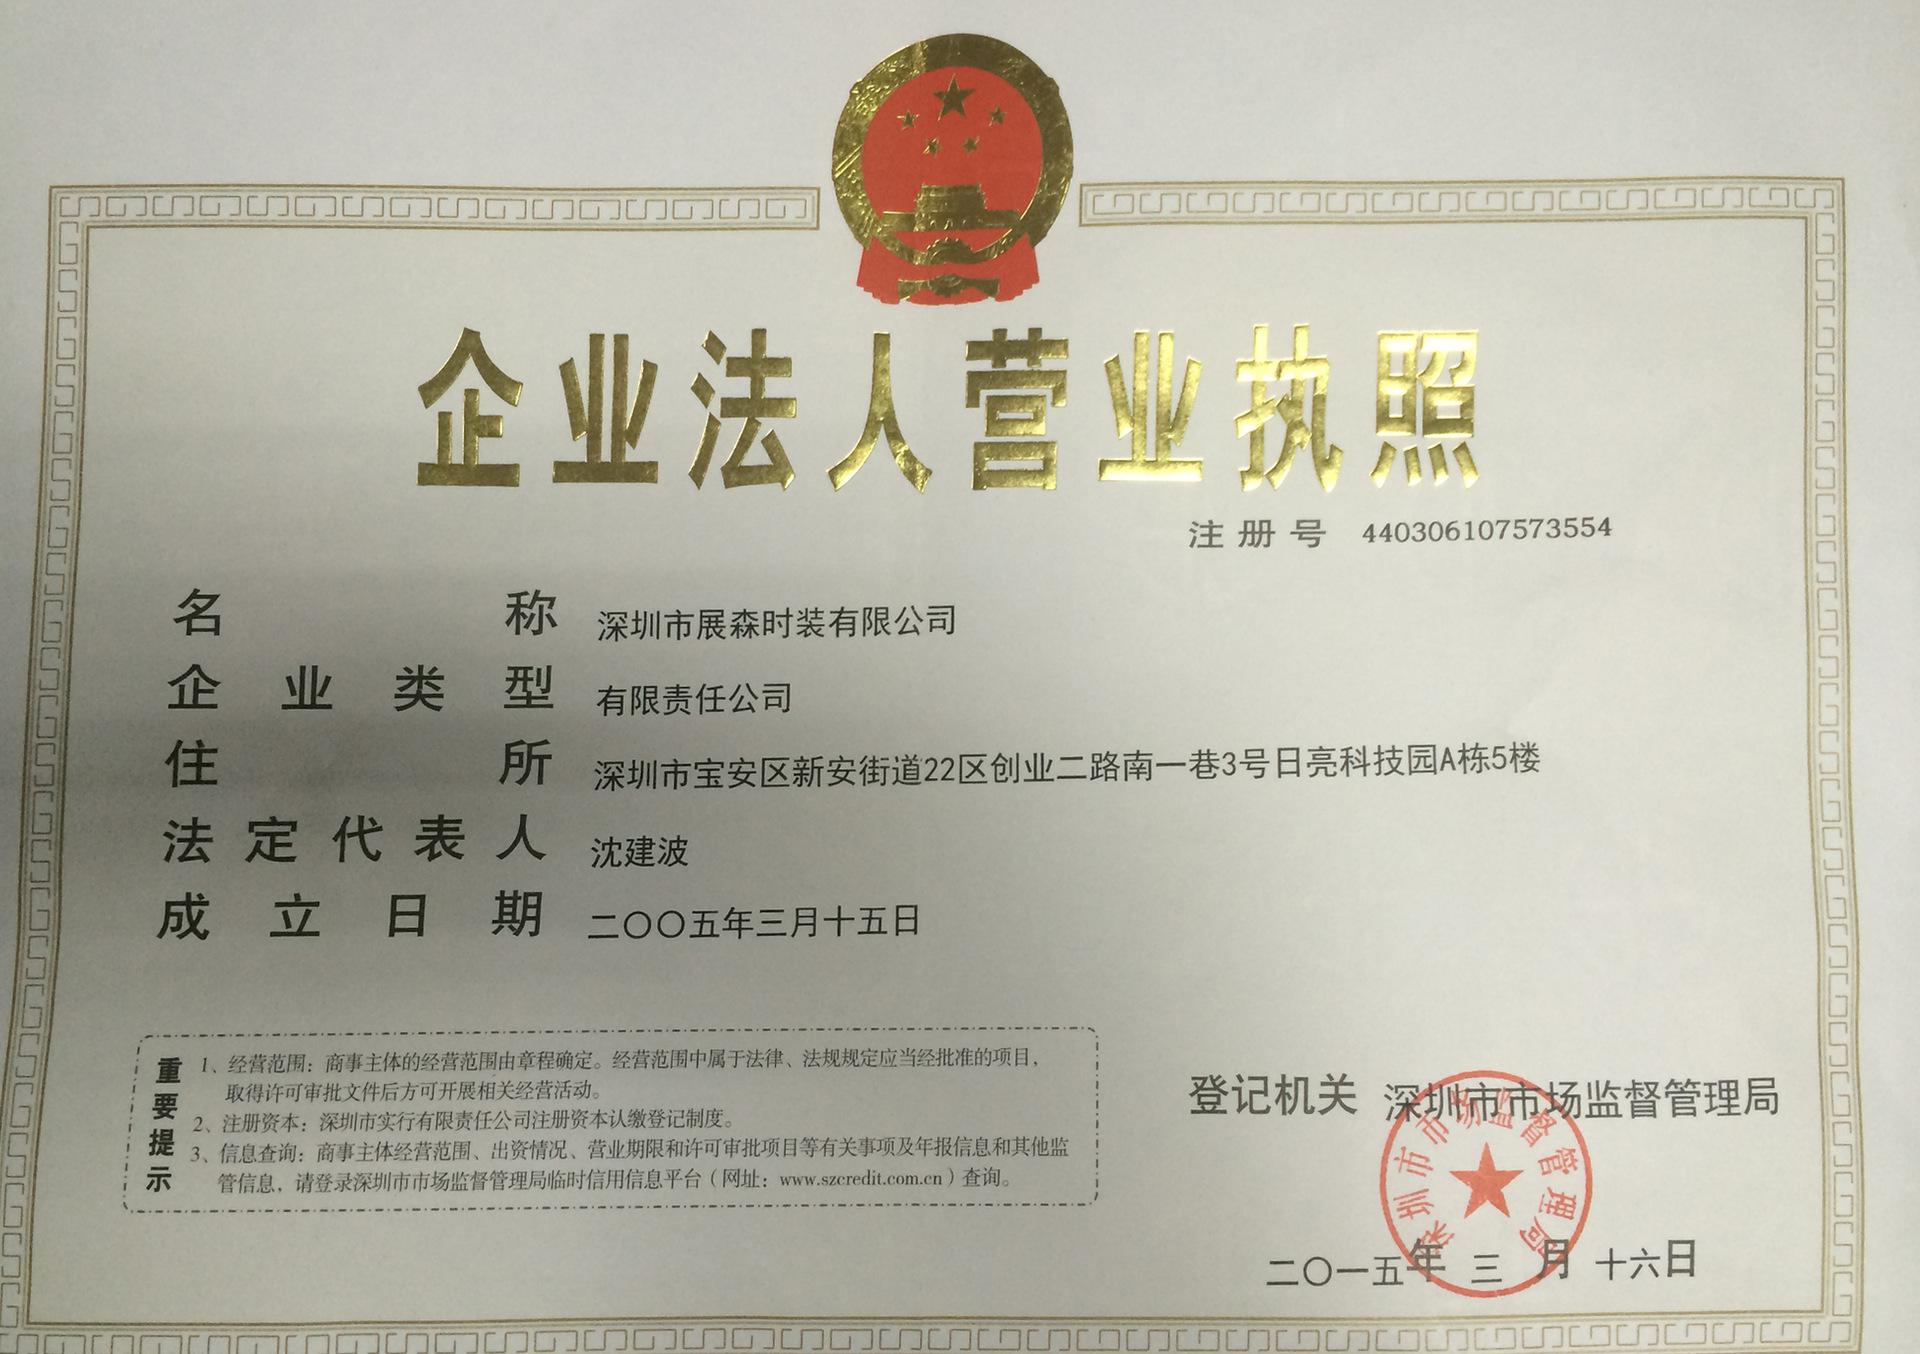 企业法人营业执照
注册号 440306107573554
名称 深圳市展森时装有限公司
企业类型 有限责任公司
住所 深圳市宝安区新安街道22区创业二路南一巷3号日亮科技园A栋5楼
法定代表人 沈建波
成立日期 二〇〇五年三月十五日
重要提示
1、经营范围：商事主体的经营范围由章程确定。经营范围中属于法律、法规规定应当经批准的项目，
取得许可审批文件后方可开展相关经营活动。
2、注册资本：深圳市实行有限责任公司注册资本认缴登记制度。
3、信息查询：商事主体经营范围、出资情况、营业期限和许可审批项目等有关事项及年报信息和其他监
管信息，请登录深圳市市场监督管理局临时信用信息平台（网址：www.szcredit.com.cn）查询。
登记机关 深圳市市场监督管理局
深圳市市场监督管理局
二〇一五年三月十六日